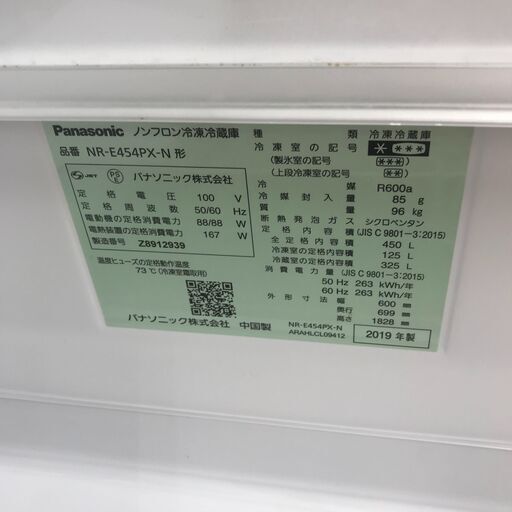 Panasonic ノンフロン冷凍冷蔵庫
品番 NR-E454PX-N 形
JET PS E パナソニック株式会社
定格電圧 100 V
定格周波数 50/60 Hz
電動機の定格消費電力 88/88 W
電熱装置の定格消費電力 167 W
製造番号 Z8912939
温度ヒューズの定格動作温度
73℃(冷凍室霜取用)
パナソニック株式会社 中国製
種類 冷凍冷蔵庫
冷凍室の記号 * ***
(製氷室の記号 ***)
(上段冷凍室の記号 ***)
冷媒 R600a
冷媒封入量 85 g
質量 96 kg
断熱発泡ガス シクロペンタン
定格内容積 (JIS C 9801-3:2015)
全定格内容積 450 L
冷凍室の定格内容積 125 L
冷蔵室の定格内容積 325 L
消費電力量 (JIS C 9801-3:2015)
50 Hz 263 kWh/年
60 Hz 263 kWh/年
外形寸法 幅 600 mm
奥行 699 mm
高さ 1828 mm
NR-E454PX-N
ARAHLCL09412
2019 年製